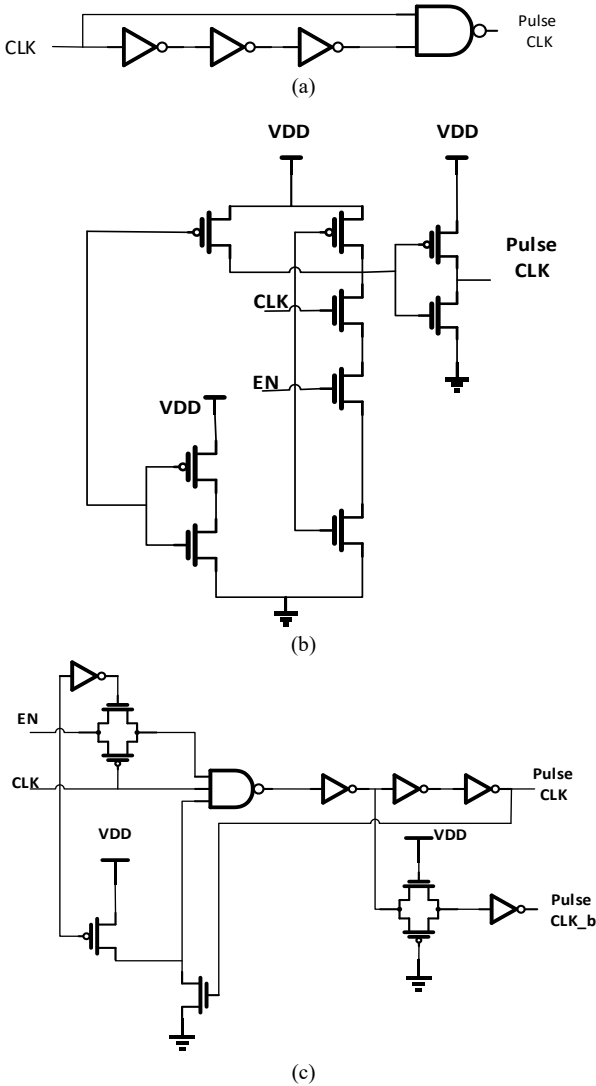 Pulse
CLK
CLK
(a)
VDD
VDD
Pulse
CLK
CLK
EN
VDD
(b)
EN
CLK
Pulse
CLK
VDD
VDD
Pulse
CLK_b
(c)